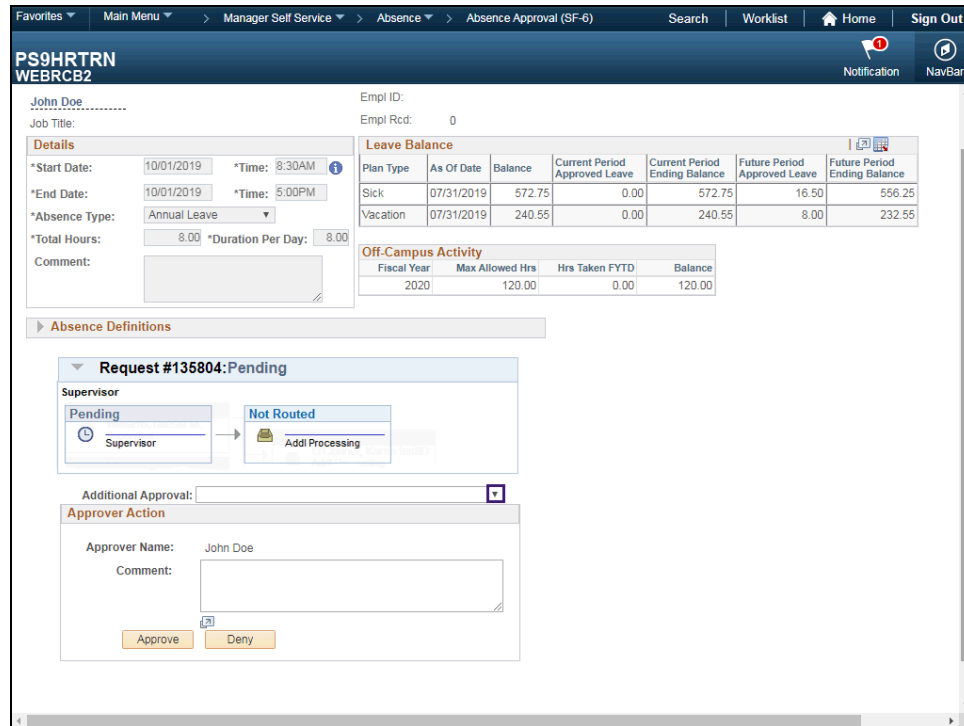 Favorites Main Menu > Manager Self Service > Absence > Absence Approval (SF-6) Search Worklist Home Sign Out
PS9HRTRN
WEBRCB2
1
Notification NavBar
John Doe Empl ID:
Job Title: Empl Rcd: 0
Details
*Start Date: 10/01/2019 *Time: 8:30AM
*End Date: 10/01/2019 *Time: 5:00PM
*Absence Type: Annual Leave
*Total Hours: 8.00 *Duration Per Day: 8.00
Comment:
Leave Balance
Plan Type As Of Date Balance Current Period Approved Leave Current Period Ending Balance Future Period Approved Leave Future Period Ending Balance
Sick 07/31/2019 572.75 0.00 572.75 16.50 556.25
Vacation 07/31/2019 240.55 0.00 240.55 8.00 232.55
Off-Campus Activity
Fiscal Year Max Allowed Hrs Hrs Taken FYTD Balance
2020 120.00 0.00 120.00
Absence Definitions
Request #135804:Pending
Supervisor
Pending Not Routed
Supervisor Addl Processing
Additional Approval:
Approver Action
Approver Name: John Doe
Comment:
Approve Deny